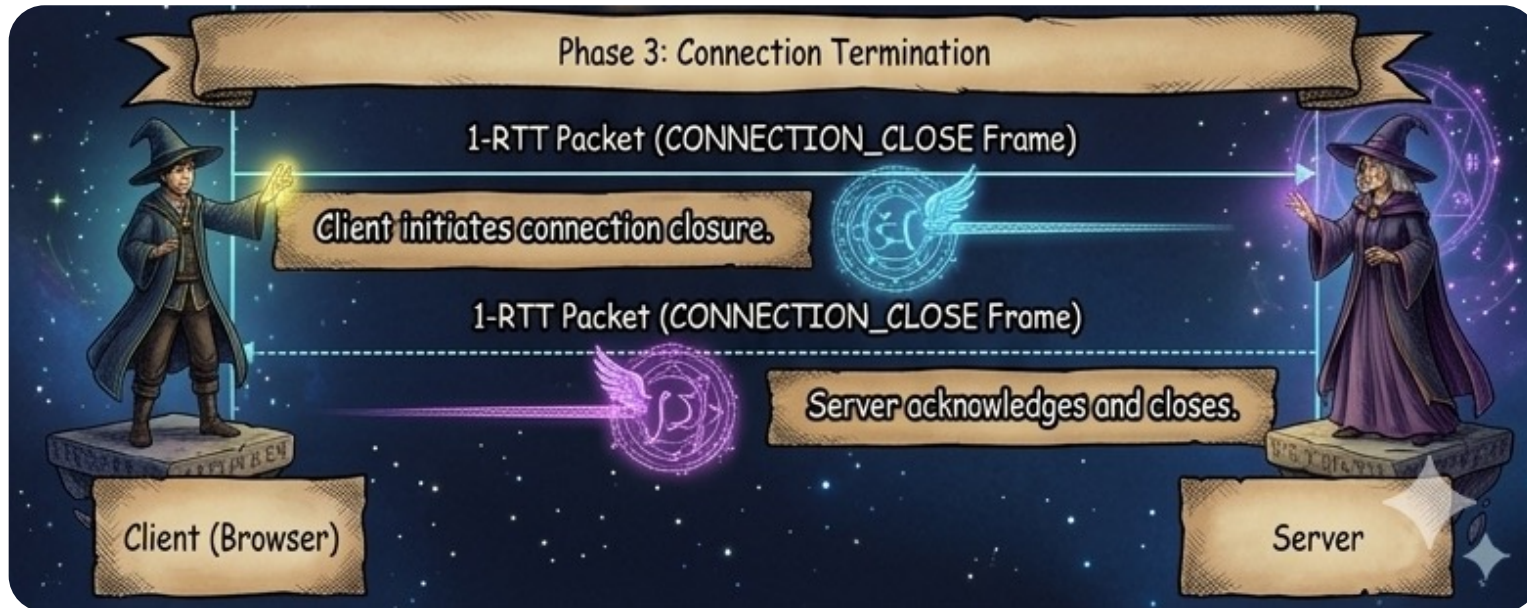 Phase 3: Connection Termination
1-RTT Packet (CONNECTION_CLOSE Frame)
Client initiates connection closure.
1-RTT Packet (CONNECTION_CLOSE Frame)
Server acknowledges and closes.
Client (Browser)
Server